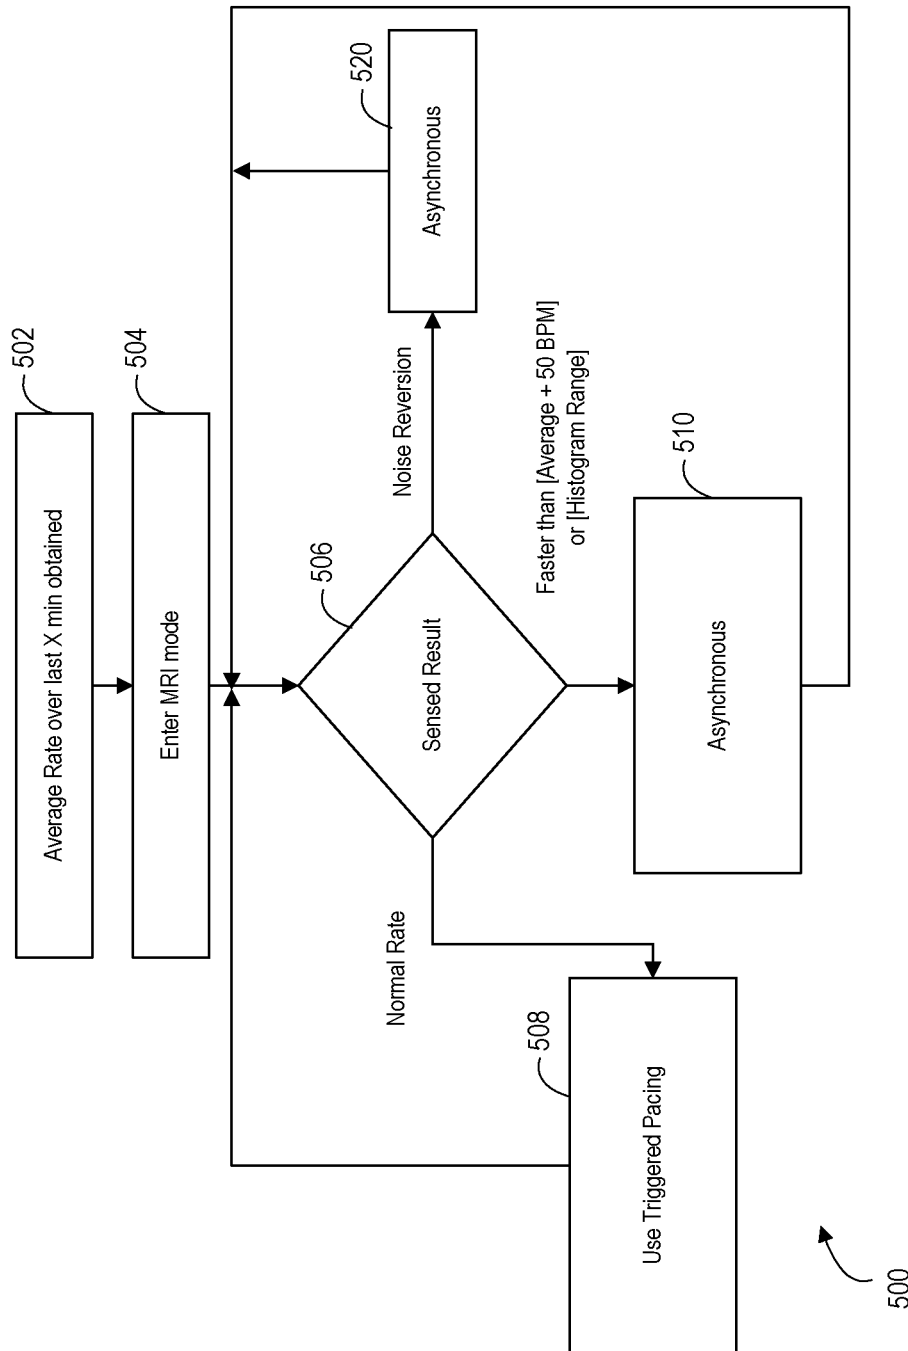 502
Average Rate over last X min obtained
504
Enter MRI mode
506
Sensed Result
Noise Reversion
520
Asynchronous
Normal Rate
508
Use Triggered Pacing
Faster than [Average + 50 BPM]
or [Histogram Range]
510
Asynchronous
500